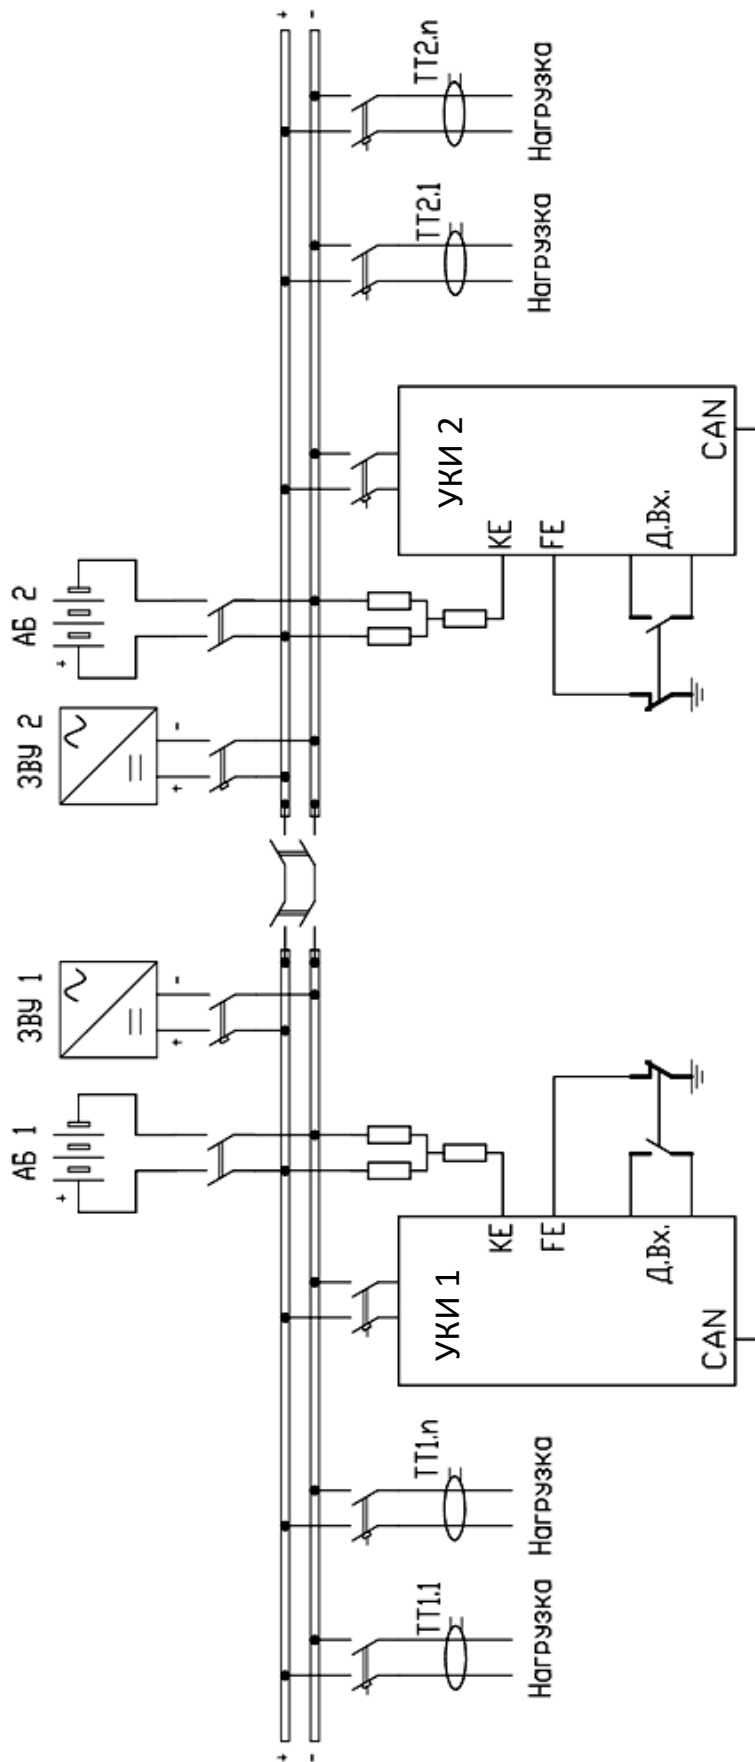 АБ 1
ЗВУ 1
ЗВУ 2
АБ 2
+
+
+ -
+ -
+
+
-
-
УКИ 1
KE
FE
Д.Вх.
CAN
УКИ 2
KE
FE
Д.Вх.
CAN
ТТ1.1
ТТ1.n
ТТ2.1
ТТ2.n
Нагрузка
Нагрузка
Нагрузка
Нагрузка